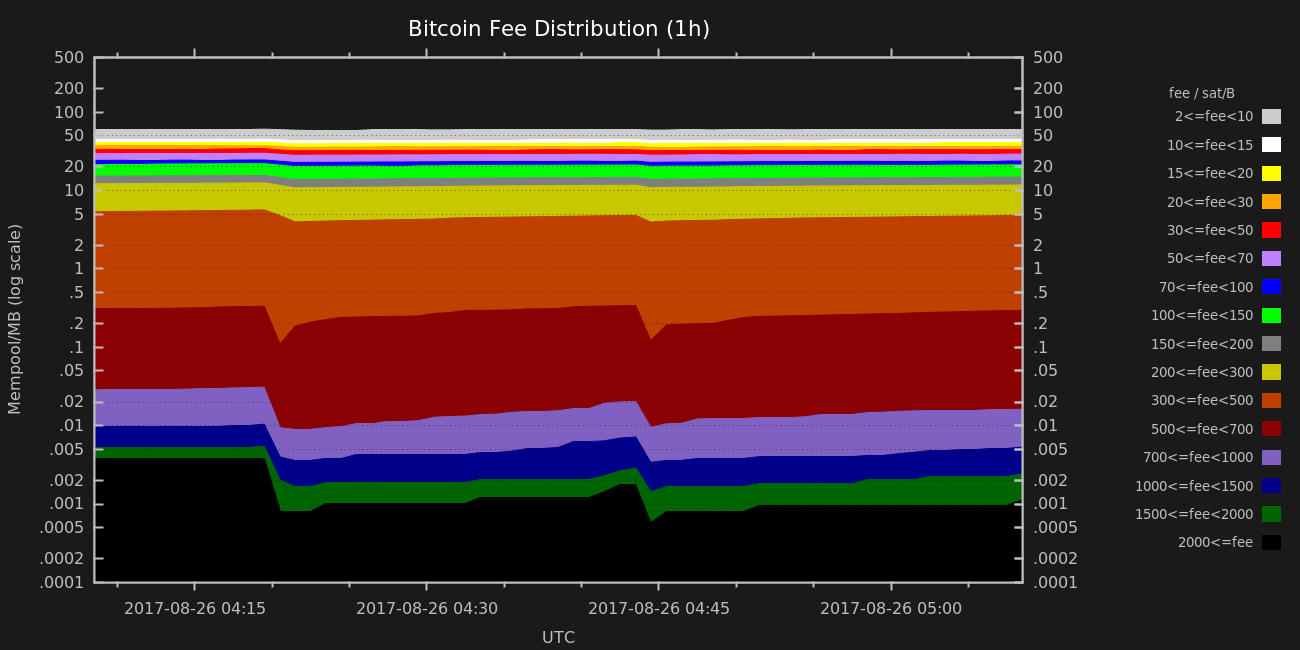 Bitcoin Fee Distribution (1h)
500 500
200 200
100 100
50 50
20 20
10 10
5 5
2 2
1 1
.5 .5
.2 .2
.1 .1
.05 .05
.02 .02
.01 .01
.005 .005
.002 .002
.001 .001
.0005 .0005
.0002 .0002
.0001 .0001
Mempool/MB (log scale)
2017-08-26 04:15 2017-08-26 04:30 2017-08-26 04:45 2017-08-26 05:00
UTC
fee / sat/B
2<=fee<10
10<=fee<15
15<=fee<20
20<=fee<30
30<=fee<50
50<=fee<70
70<=fee<100
100<=fee<150
150<=fee<200
200<=fee<300
300<=fee<500
500<=fee<700
700<=fee<1000
1000<=fee<1500
1500<=fee<2000
2000<=fee